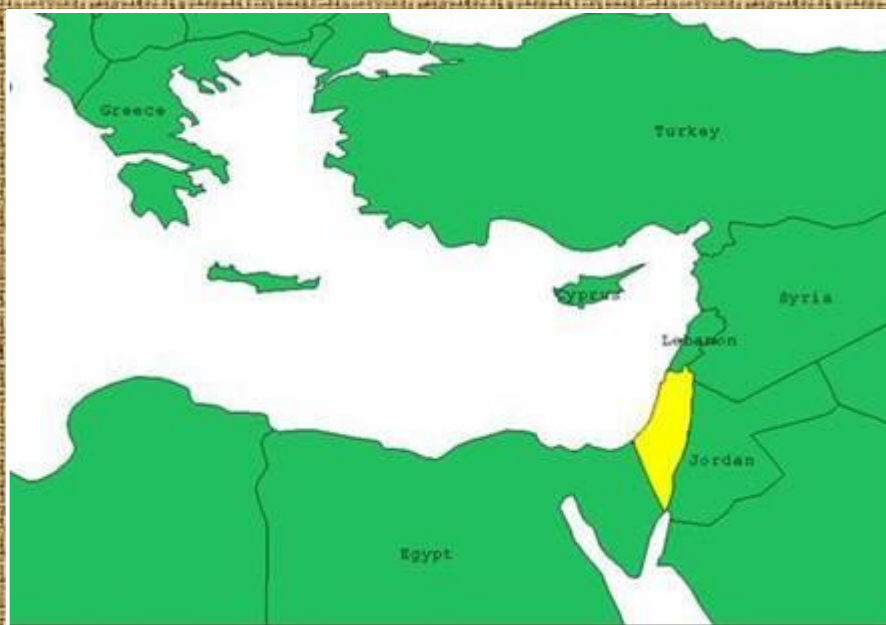 Greece
Turkey
Cyprus
Syria
Lebanon
Jordan
Egypt